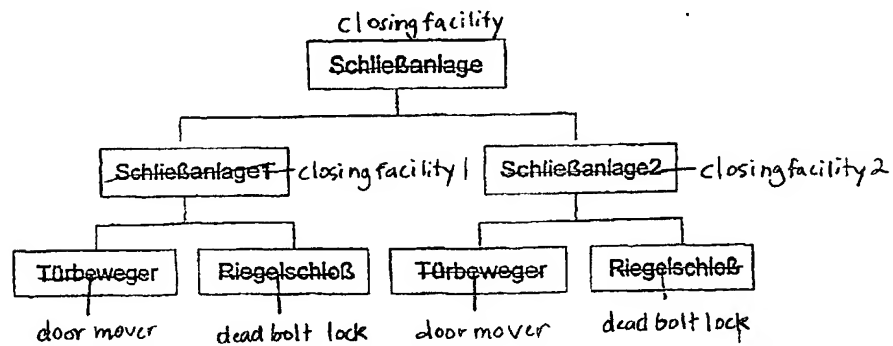 closing facility
Schließanlage
Schließanlage1 closing facility 1
Schließanlage2 closing facility 2
Türbeweger Riegelschloß Türbeweger Riegelschloß
door mover dead bolt lock door mover dead bolt lock